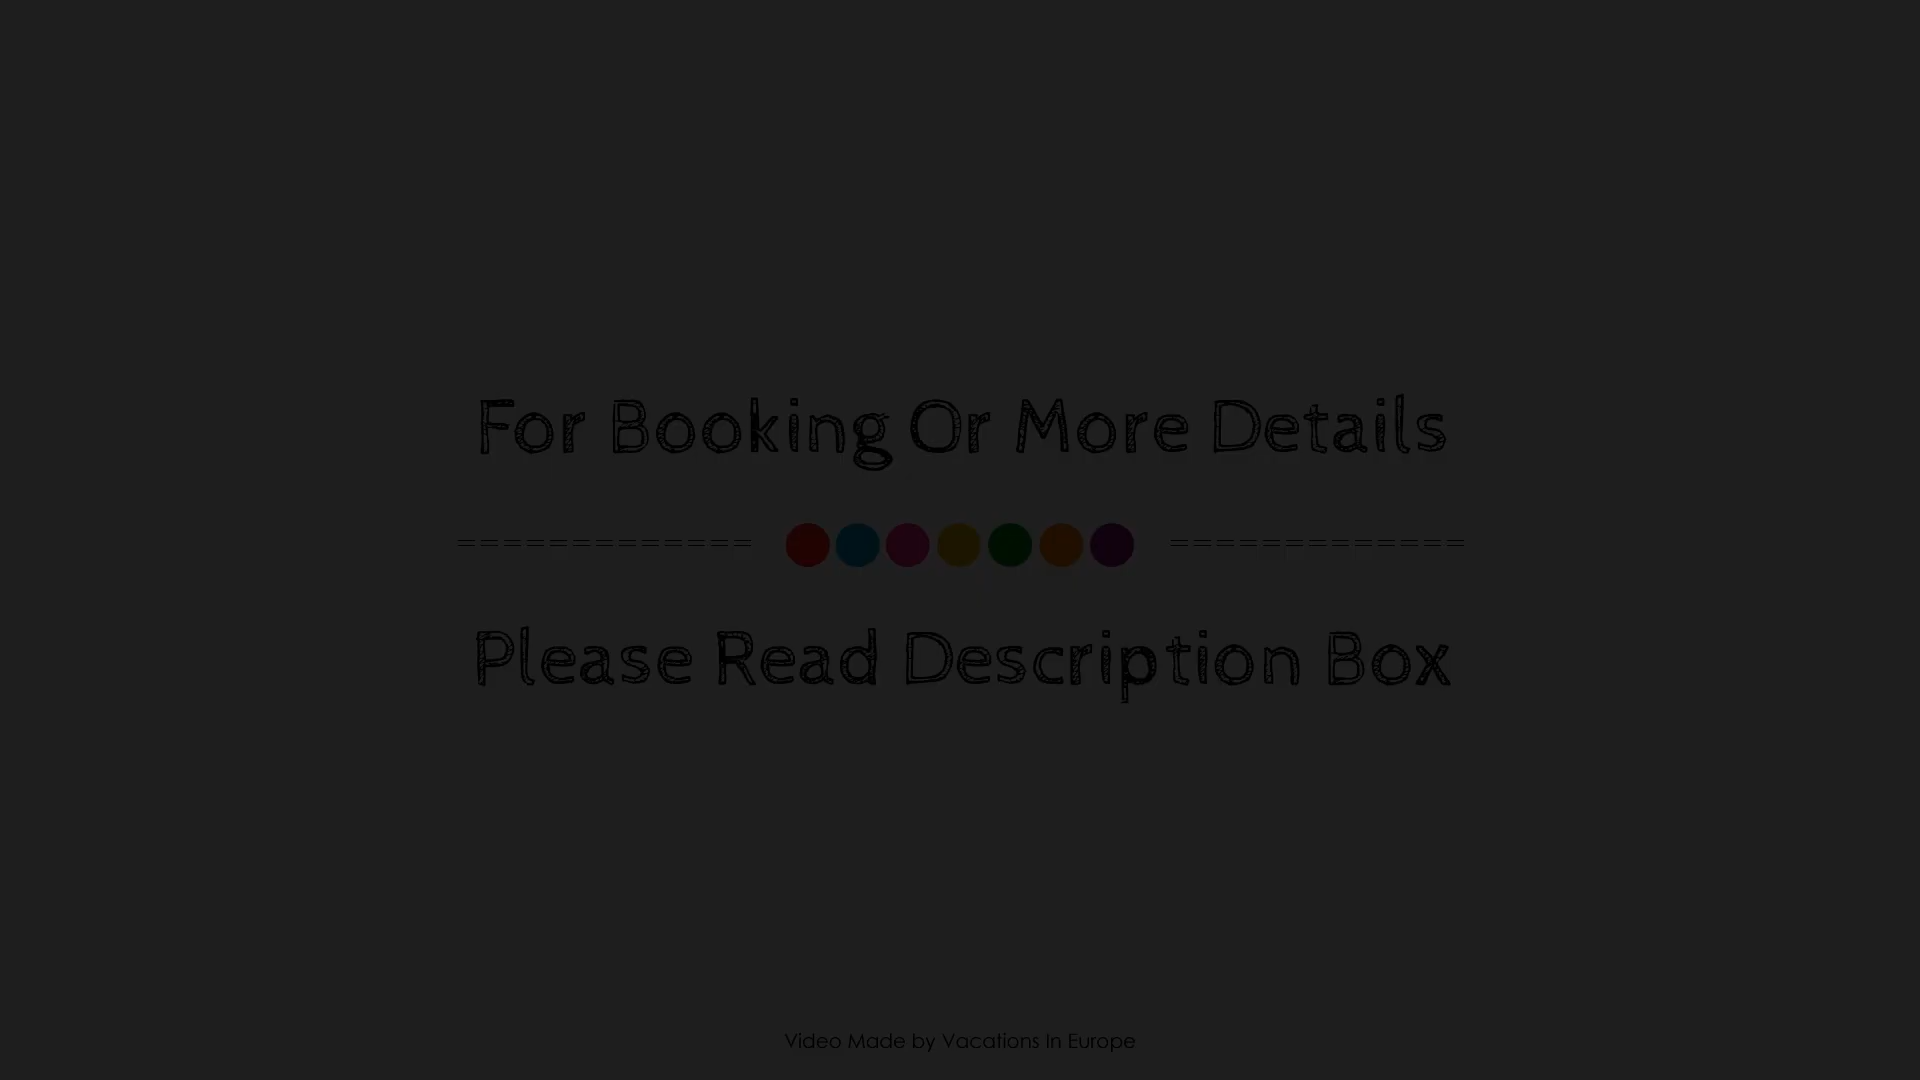 For Booking Or More Details
============= =============
Please Read Description Box
Video Made by Vacations In Europe